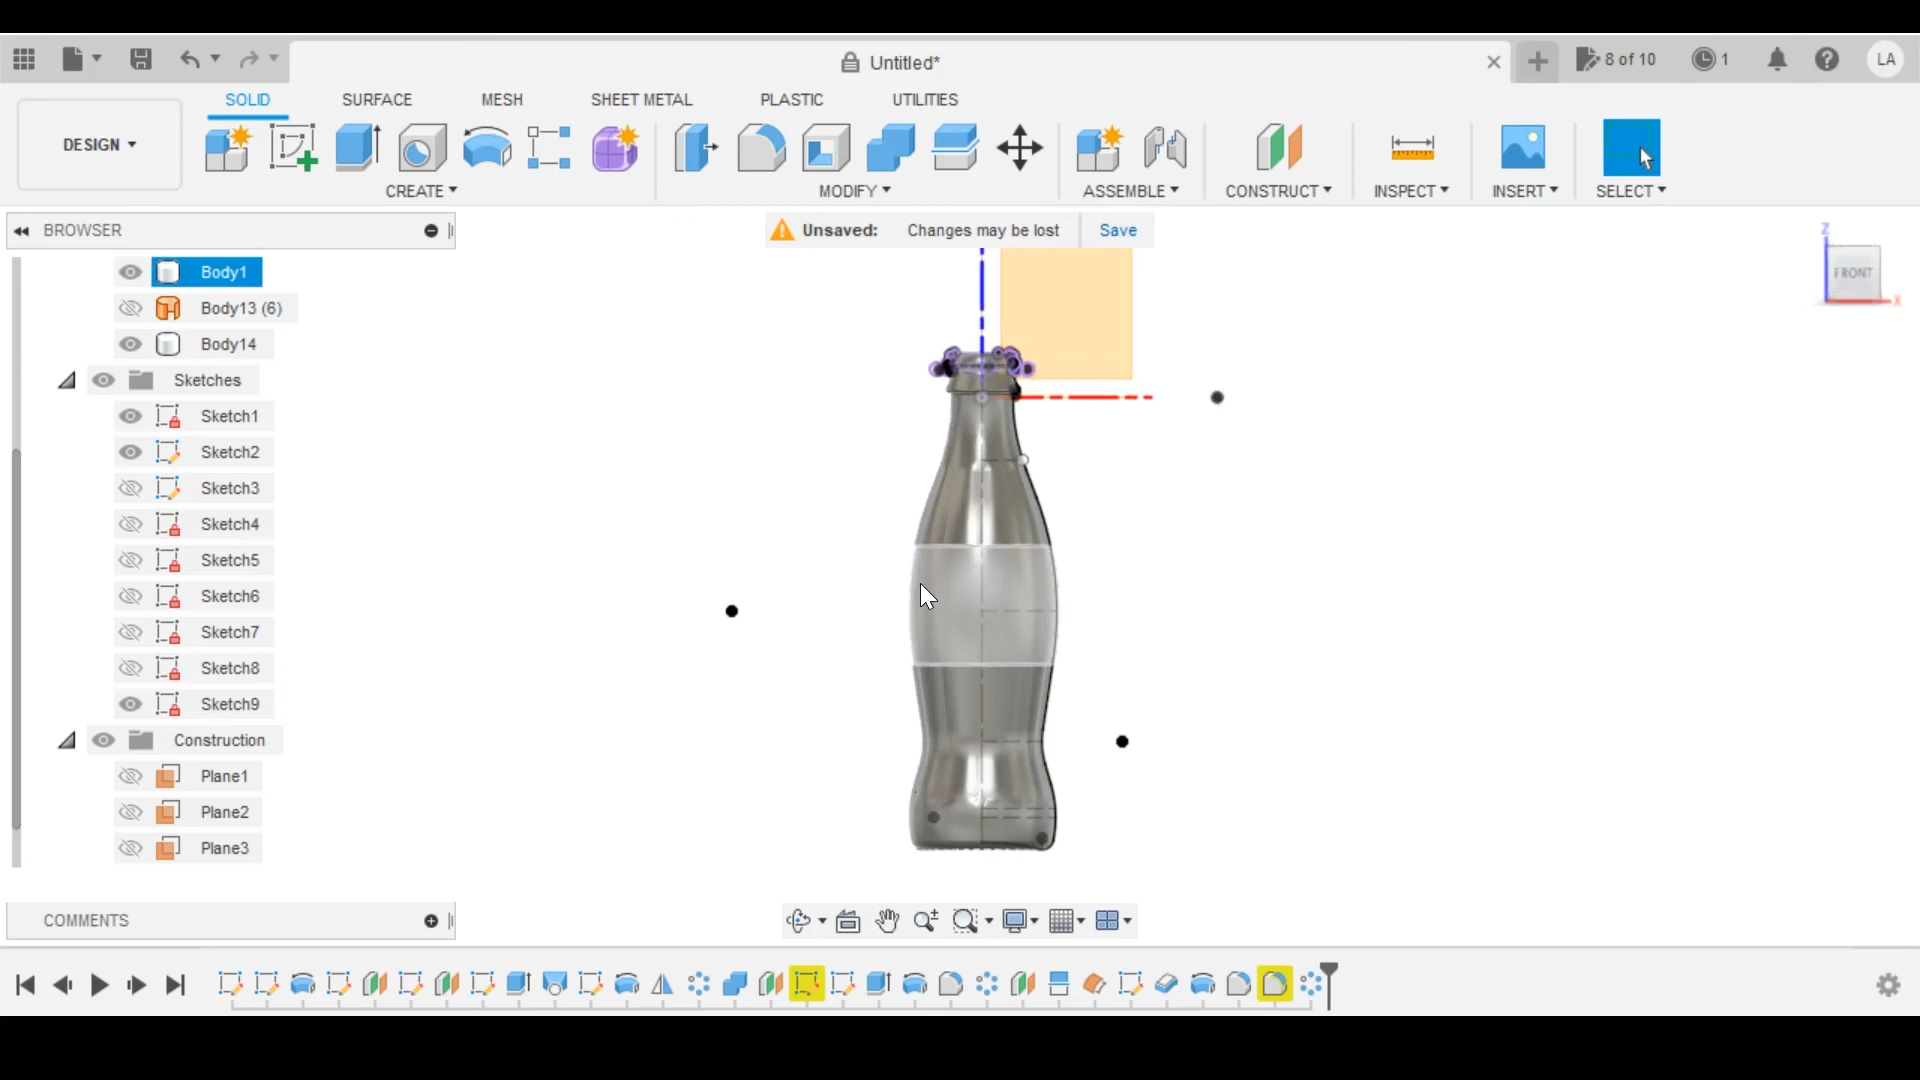 Untitled*
8 of 10
1
LA
DESIGN
SOLID SURFACE MESH SHEET METAL PLASTIC UTILITIES
CREATE MODIFY ASSEMBLE CONSTRUCT INSPECT INSERT SELECT
BROWSER
Unsaved: Changes may be lost Save
Z
FRONT
X
Body1
Body13 (6)
Body14
Sketches
Sketch1
Sketch2
Sketch3
Sketch4
Sketch5
Sketch6
Sketch7
Sketch8
Sketch9
Construction
Plane1
Plane2
Plane3
COMMENTS